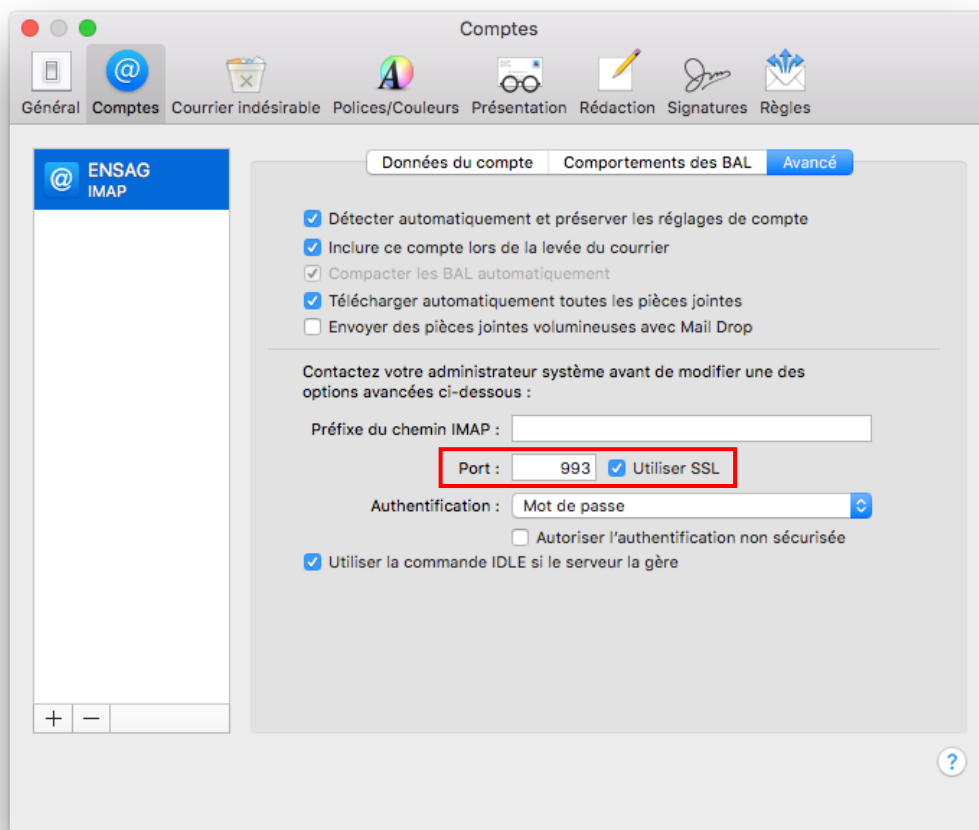 Comptes
Général Comptes Courrier indésirable Polices/Couleurs Présentation Rédaction Signatures Règles
ENSAG
IMAP
Données du compte Comportements des BAL Avancé
Détecter automatiquement et préserver les réglages de compte
Inclure ce compte lors de la levée du courrier
Compacter les BAL automatiquement
Télécharger automatiquement toutes les pièces jointes
Envoyer des pièces jointes volumineuses avec Mail Drop
Contactez votre administrateur système avant de modifier une des
options avancées ci-dessous :
Préfixe du chemin IMAP :
Port : 993 Utiliser SSL
Authentification : Mot de passe
Autoriser l'authentification non sécurisée
Utiliser la commande IDLE si le serveur la gère
+ −
?